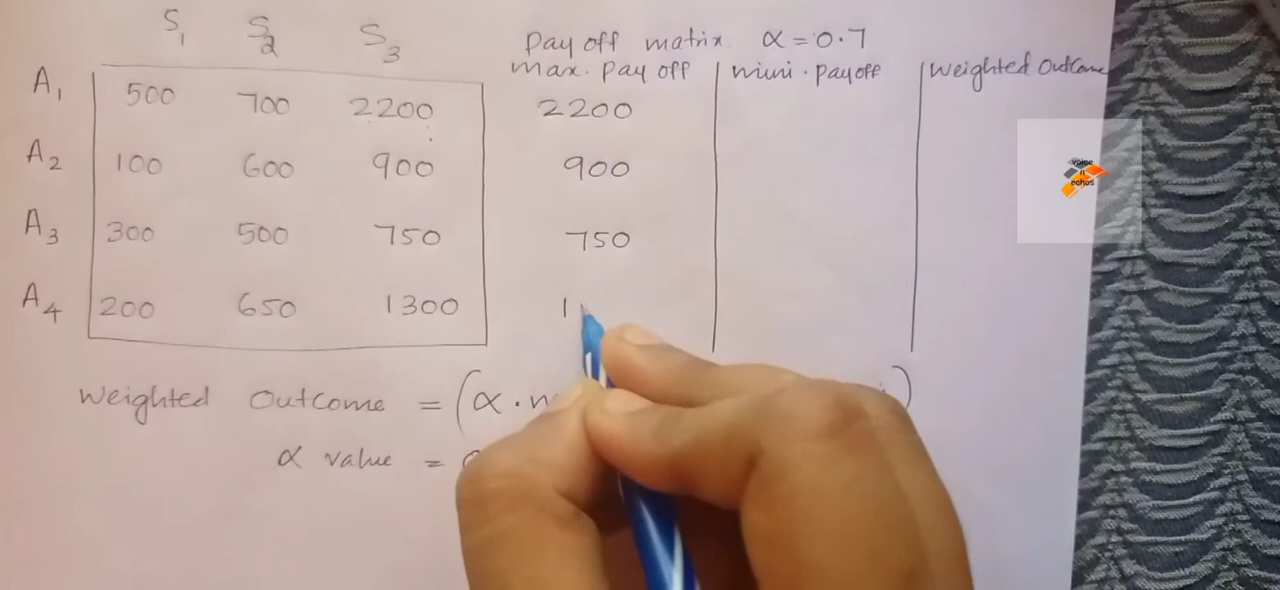 S1 S2 S3
Pay off matrix. α = 0.7
max. pay off mini. payoff Weighted Outcome
A1 500 700 2200 2200
A2 100 600 900 900
A3 300 500 750 750
A4 200 650 1300 1
Weighted Outcome = (α. )
α value =
voice
n
echos